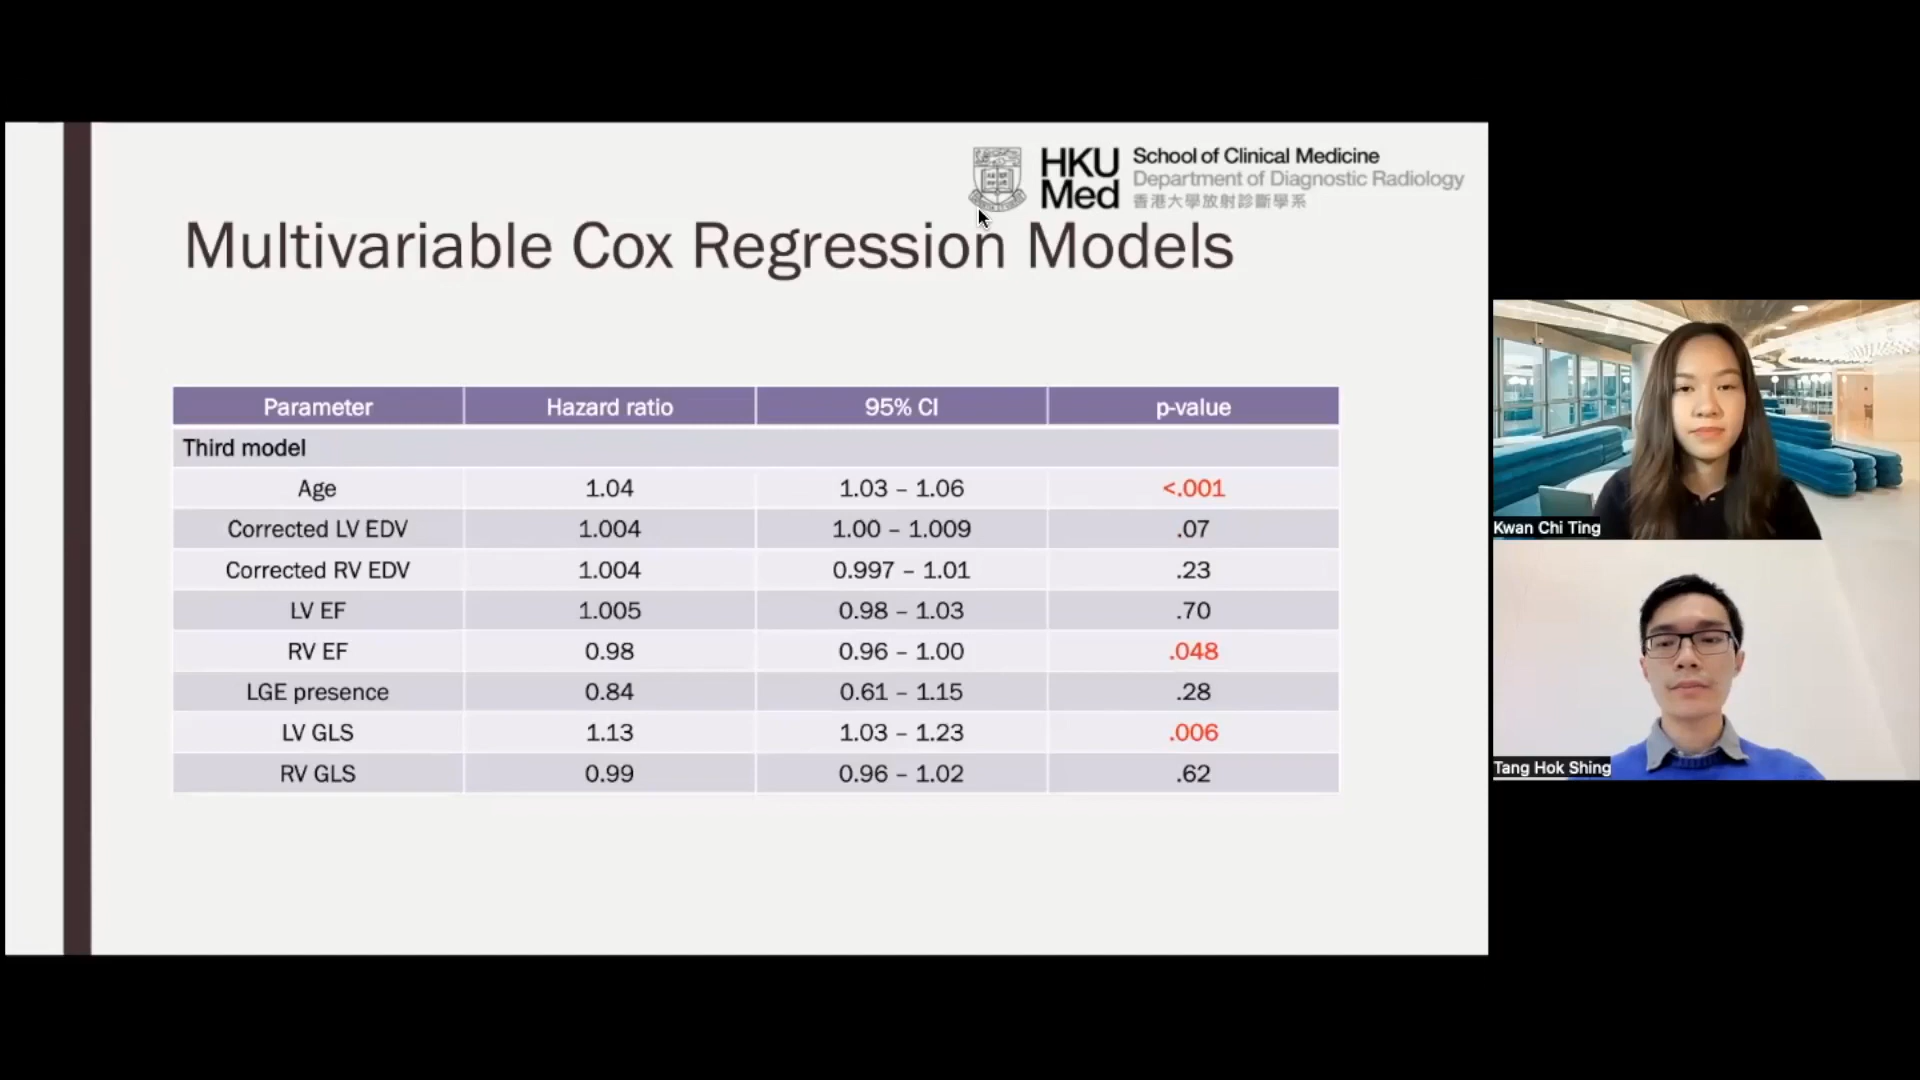 HKU Med
School of Clinical Medicine
Department of Diagnostic Radiology
香港大學放射診斷學系
Multivariable Cox Regression Models
Parameter Hazard ratio 95% CI p-value
Third model
Age 1.04 1.03 – 1.06 <.001
Corrected LV EDV 1.004 1.00 – 1.009 .07
Corrected RV EDV 1.004 0.997 – 1.01 .23
LV EF 1.005 0.98 – 1.03 .70
RV EF 0.98 0.96 – 1.00 .048
LGE presence 0.84 0.61 – 1.15 .28
LV GLS 1.13 1.03 – 1.23 .006
RV GLS 0.99 0.96 – 1.02 .62
Kwan Chi Ting
Tang Hok Shing